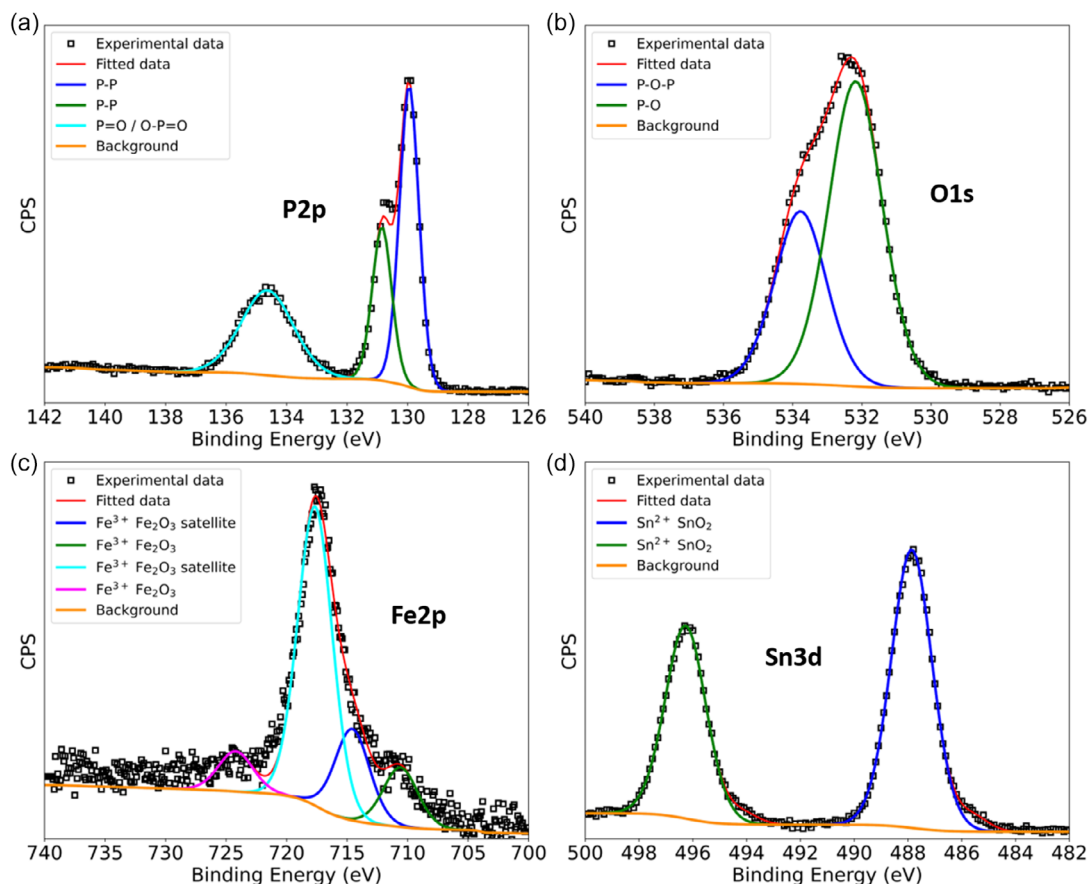 (a)
Experimental data
Fitted data
P-P
P-P
P=O / O-P=O
Background
P2p
CPS
142 140 138 136 134 132 130 128 126
Binding Energy (eV)
(b)
Experimental data
Fitted data
P-O-P
P-O
Background
O1s
CPS
540 538 536 534 532 530 528 526
Binding Energy (eV)
(c)
Experimental data
Fitted data
Fe³⁺ Fe₂O₃ satellite
Fe³⁺ Fe₂O₃
Fe³⁺ Fe₂O₃ satellite
Fe³⁺ Fe₂O₃
Background
Fe2p
CPS
740 735 730 725 720 715 710 705 700
Binding Energy (eV)
(d)
Experimental data
Fitted data
Sn²⁺ SnO₂
Sn²⁺ SnO₂
Background
Sn3d
CPS
500 498 496 494 492 490 488 486 484 482
Binding Energy (eV)